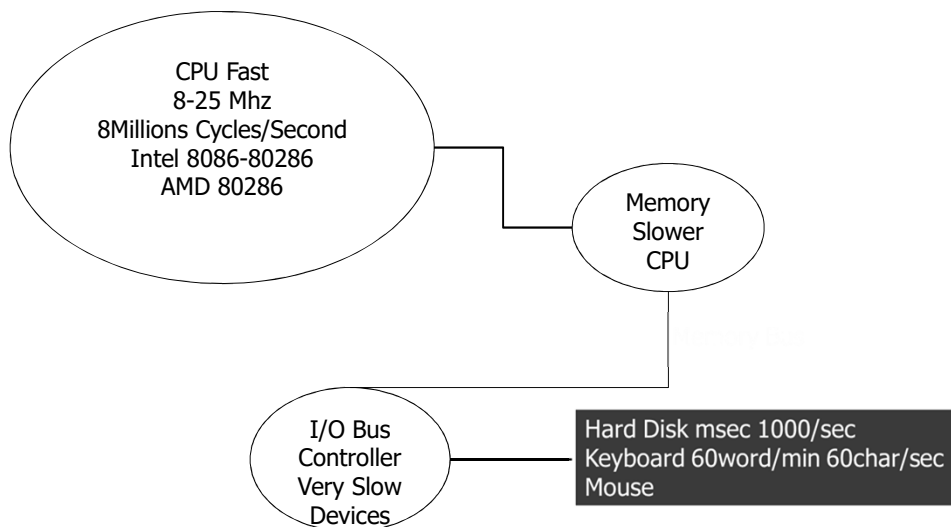 CPU Fast
8-25 Mhz
8Millions Cycles/Second
Intel 8086-80286
AMD 80286
Memory
Slower
CPU
I/O Bus
Controller
Very Slow
Devices
Hard Disk msec 1000/sec
Keyboard 60word/min 60char/sec
Mouse